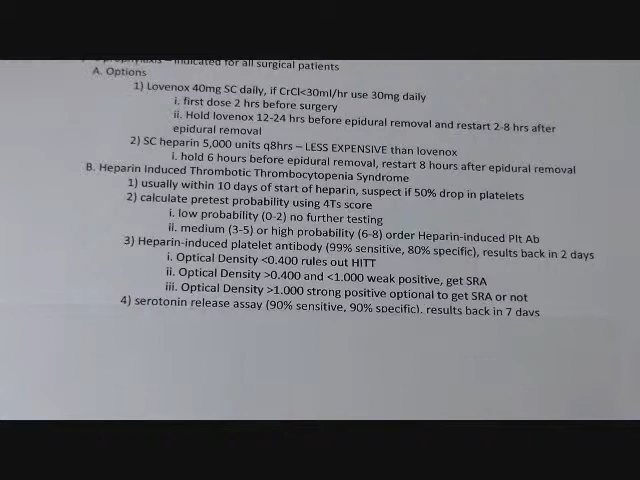 prophylaxis – indicated for all surgical patients
A. Options
1) Lovenox 40mg SC daily, if CrCl<30ml/hr use 30mg daily
i. first dose 2 hrs before surgery
ii. Hold lovenox 12-24 hrs before epidural removal and restart 2-8 hrs after
epidural removal
2) SC heparin 5,000 units q8hrs – LESS EXPENSIVE than lovenox
i. hold 6 hours before epidural removal, restart 8 hours after epidural removal
B. Heparin Induced Thrombotic Thrombocytopenia Syndrome
1) usually within 10 days of start of heparin, suspect if 50% drop in platelets
2) calculate pretest probability using 4Ts score
i. low probability (0-2) no further testing
ii. medium (3-5) or high probability (6-8) order Heparin-induced Plt Ab
3) Heparin-induced platelet antibody (99% sensitive, 80% specific), results back in 2 days
i. Optical Density <0.400 rules out HITT
ii. Optical Density >0.400 and <1.000 weak positive, get SRA
iii. Optical Density >1.000 strong positive optional to get SRA or not
4) serotonin release assay (90% sensitive, 90% specific), results back in 7 days